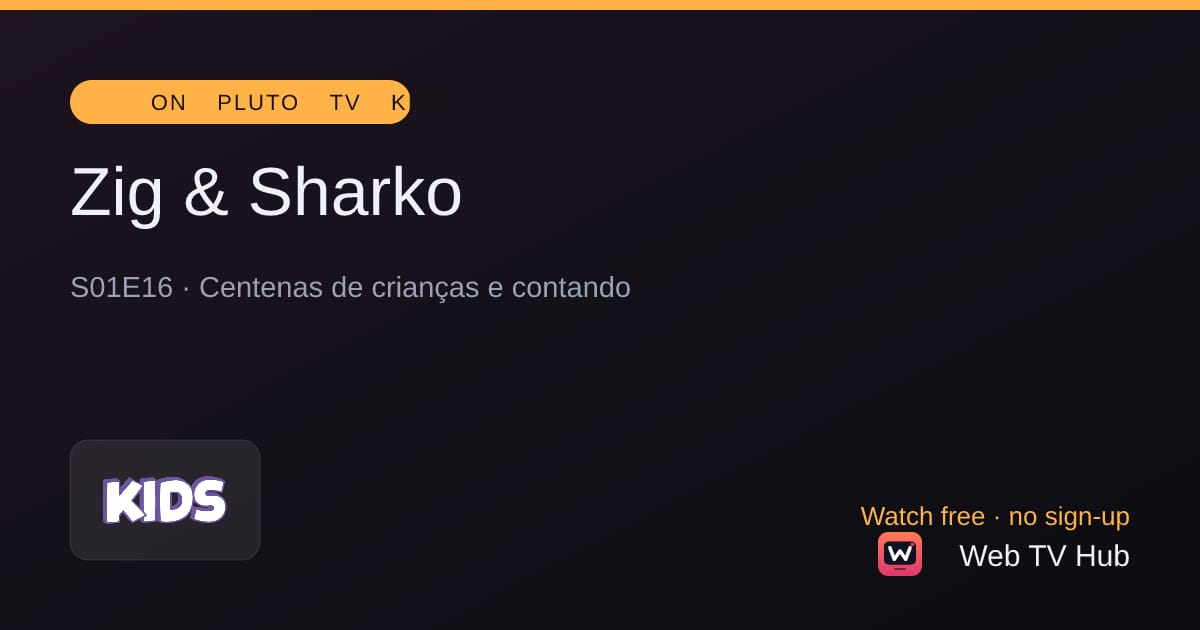 ON PLUTO TV K
Zig & Sharko
S01E16 · Centenas de crianças e contando
KIDS
Watch free · no sign-up
W
Web TV Hub